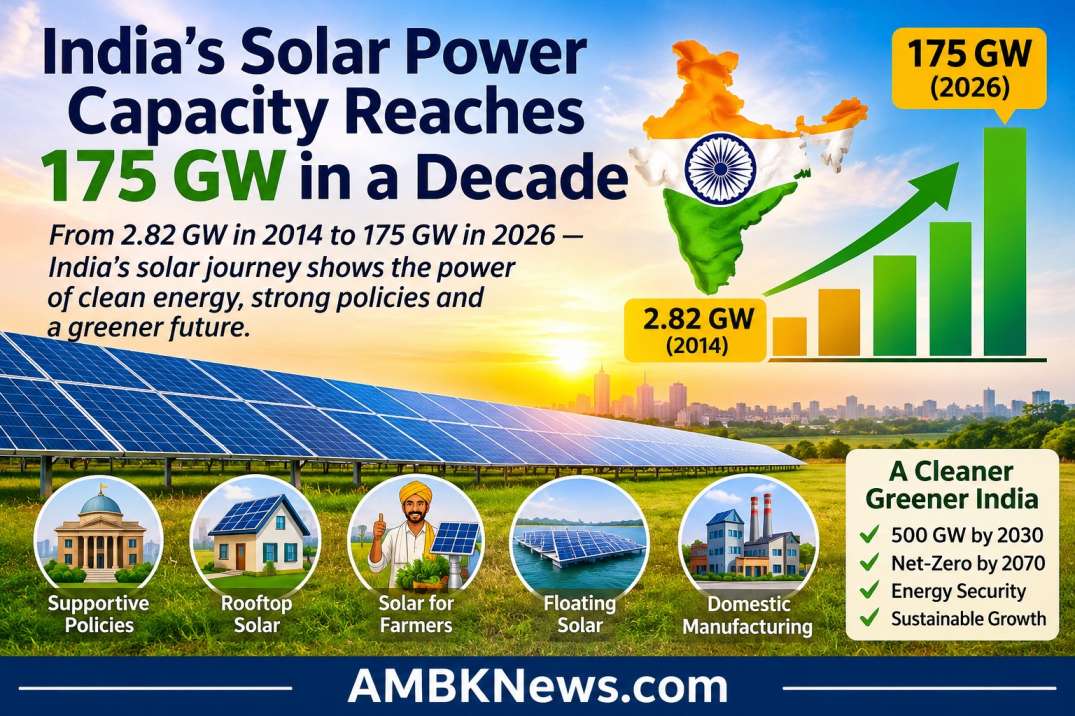 India's Solar Power
Capacity Reaches
175 GW in a Decade
From 2.82 GW in 2014 to 175 GW in 2026 —
India's solar journey shows the power
of clean energy, strong policies and
a greener future.
175 GW
(2026)
2.82 GW
(2014)
Supportive
Policies
Rooftop
Solar
Solar for
Farmers
Floating
Solar
Domestic
Manufacturing
A Cleaner
Greener India
✓ 500 GW by 2030
✓ Net-Zero by 2070
✓ Energy Security
✓ Sustainable Growth
AMBKNews.com